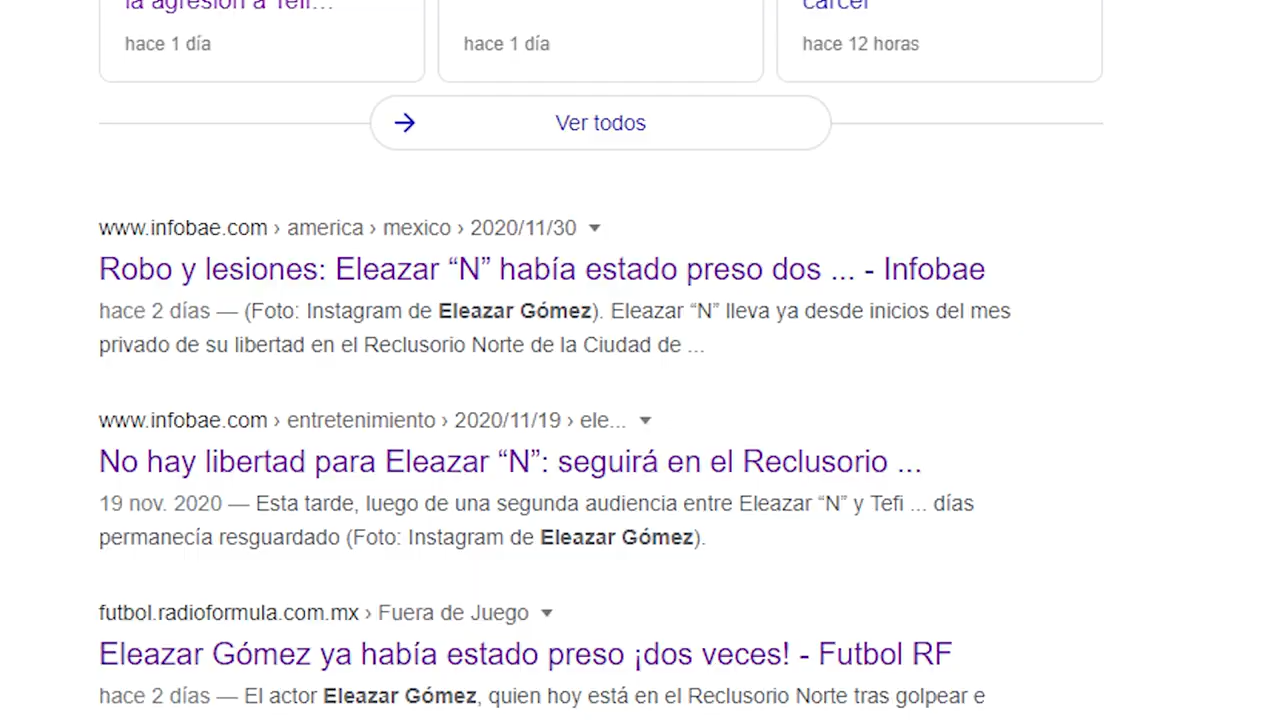 la agresión a Tefi...
cárcel
hace 1 día
hace 1 día
hace 12 horas
Ver todos
www.infobae.com › america › mexico › 2020/11/30
Robo y lesiones: Eleazar “N” había estado preso dos ... - Infobae
hace 2 días — (Foto: Instagram de Eleazar Gómez). Eleazar “N” lleva ya desde inicios del mes
privado de su libertad en el Reclusorio Norte de la Ciudad de ...
www.infobae.com › entretenimiento › 2020/11/19 › ele...
No hay libertad para Eleazar “N”: seguirá en el Reclusorio ...
19 nov. 2020 — Esta tarde, luego de una segunda audiencia entre Eleazar “N” y Tefi ... días
permanecía resguardado (Foto: Instagram de Eleazar Gómez).
futbol.radioformula.com.mx › Fuera de Juego
Eleazar Gómez ya había estado preso ¡dos veces! - Futbol RF
hace 2 días — El actor Eleazar Gómez, quien hoy está en el Reclusorio Norte tras golpear e